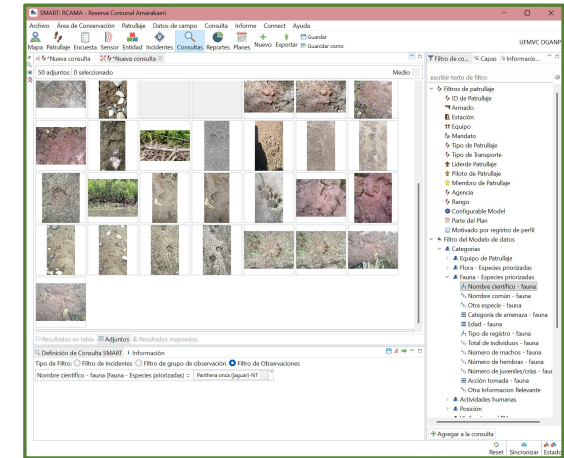 SMART: RCAMA - Reserva Comunal Amarakaeri
Archivo Área de Conservación Patrullaje Datos de campo Consulta Informe Connect Ayuda
Mapa Patrullaje Encuesta Sensor Entidad Incidentes Consultas Reportes Planes Nuevo Exportar Guardar
Guardar como
UFMVC DGANP
*Nueva consulta *Nueva consulta
50 adjuntos 0 seleccionado
Medio
Resultados en tabla Adjuntos Resultados mapeados
Definición de Consulta SMART Información
Tipo de Filtro: Filtro de Incidentes Filtro de grupo de observación Filtro de Observaciones
Nombre científico - fauna (Fauna - Especies priorizadas) = Panthera onca (jaguar)-NT
Filtro de co... Capas Informacio...
escribir texto de filtro
Filtros de patrullaje
ID de Patrullaje
Armado
Estación
Equipo
Mandato
Tipo de Patrullaje
Tipo de Transporte
Liderde Patrullaje
Piloto de Patrullaje
Miembro de Patrullaje
Agencia
Rango
Configurable Model
Parte del Plan
Motivado por registro de perfil
Filtro del Modelo de datos
Categorias
Equipo de Patrullaje
Flora - Especies priorizadas
Fauna - Especies priorizadas
Nombre científico - fauna
Nombre común - fauna
Otra especie - fauna
Categoría de amenaza - fauna
Edad - fauna
Tipo de registro - fauna
Total de individuos - fauna
Número de machos - fauna
Número de hembras - fauna
Número de juveniles/crías - faur
Acción tomada - fauna
Otra Informacion Relevante
Actividades humanas
Posición
Agregar a la consulta
Reset Sincronizar Estado